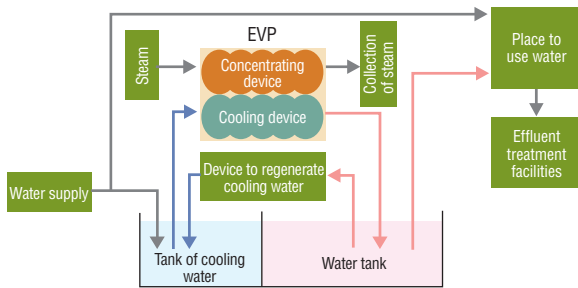 EVP
Steam
Concentrating
device
Cooling device
Collection
of steam
Place to
use water
Effluent
treatment
facilities
Water supply
Device to regenerate
cooling water
Tank of cooling
water
Water tank